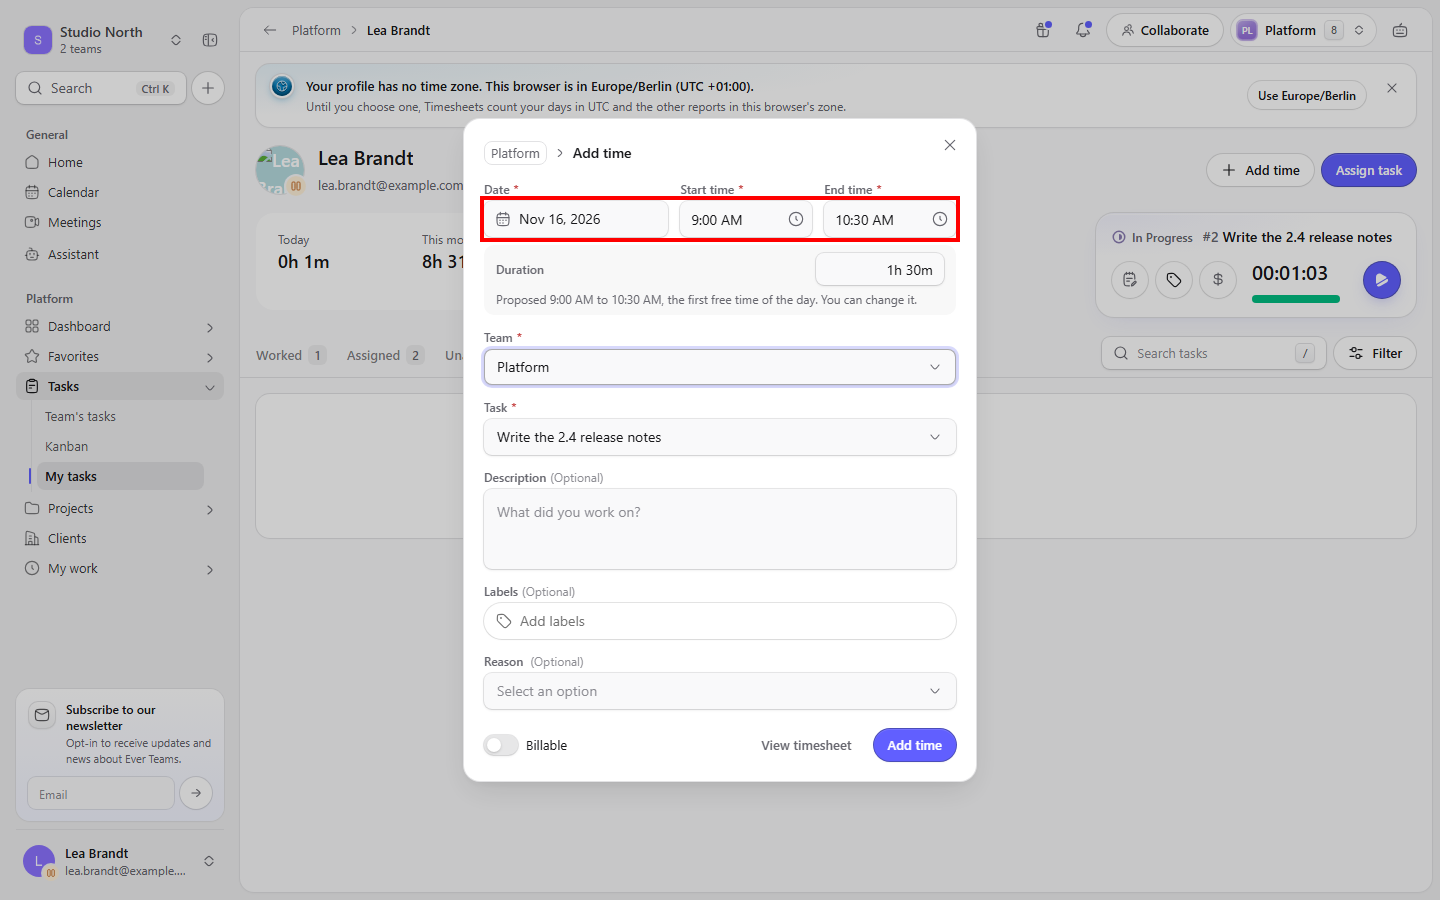 S
Studio North
2 teams
Search
Ctrl K
General
Home
Calendar
Meetings
Assistant
Platform
Dashboard
Favorites
Tasks
Team's tasks
Kanban
My tasks
Projects
Clients
My work
Subscribe to our
newsletter
Opt-in to receive updates and
news about Ever Teams.
Email
L
Lea Brandt
lea.brandt@example....
Platform > Lea Brandt
Collaborate
PL
Platform
8
Your profile has no time zone. This browser is in Europe/Berlin (UTC +01:00).
Until you choose one, Timesheets count your days in UTC and the other reports in this browser's zone.
Use Europe/Berlin
Lea
Lea Brandt
lea.brandt@example.com
Add time
Assign task
Today
0h 1m
This mo
8h 31
In Progress
#2 Write the 2.4 release notes
$
00:01:03
Worked 1
Assigned 2
Search tasks
/
Filter
Platform > Add time
Date *
Start time *
End time *
Nov 16, 2026
9:00 AM
10:30 AM
Duration
1h 30m
Proposed 9:00 AM to 10:30 AM, the first free time of the day. You can change it.
Team *
Platform
Task *
Write the 2.4 release notes
Description (Optional)
What did you work on?
Labels (Optional)
Add labels
Reason (Optional)
Select an option
Billable
View timesheet
Add time